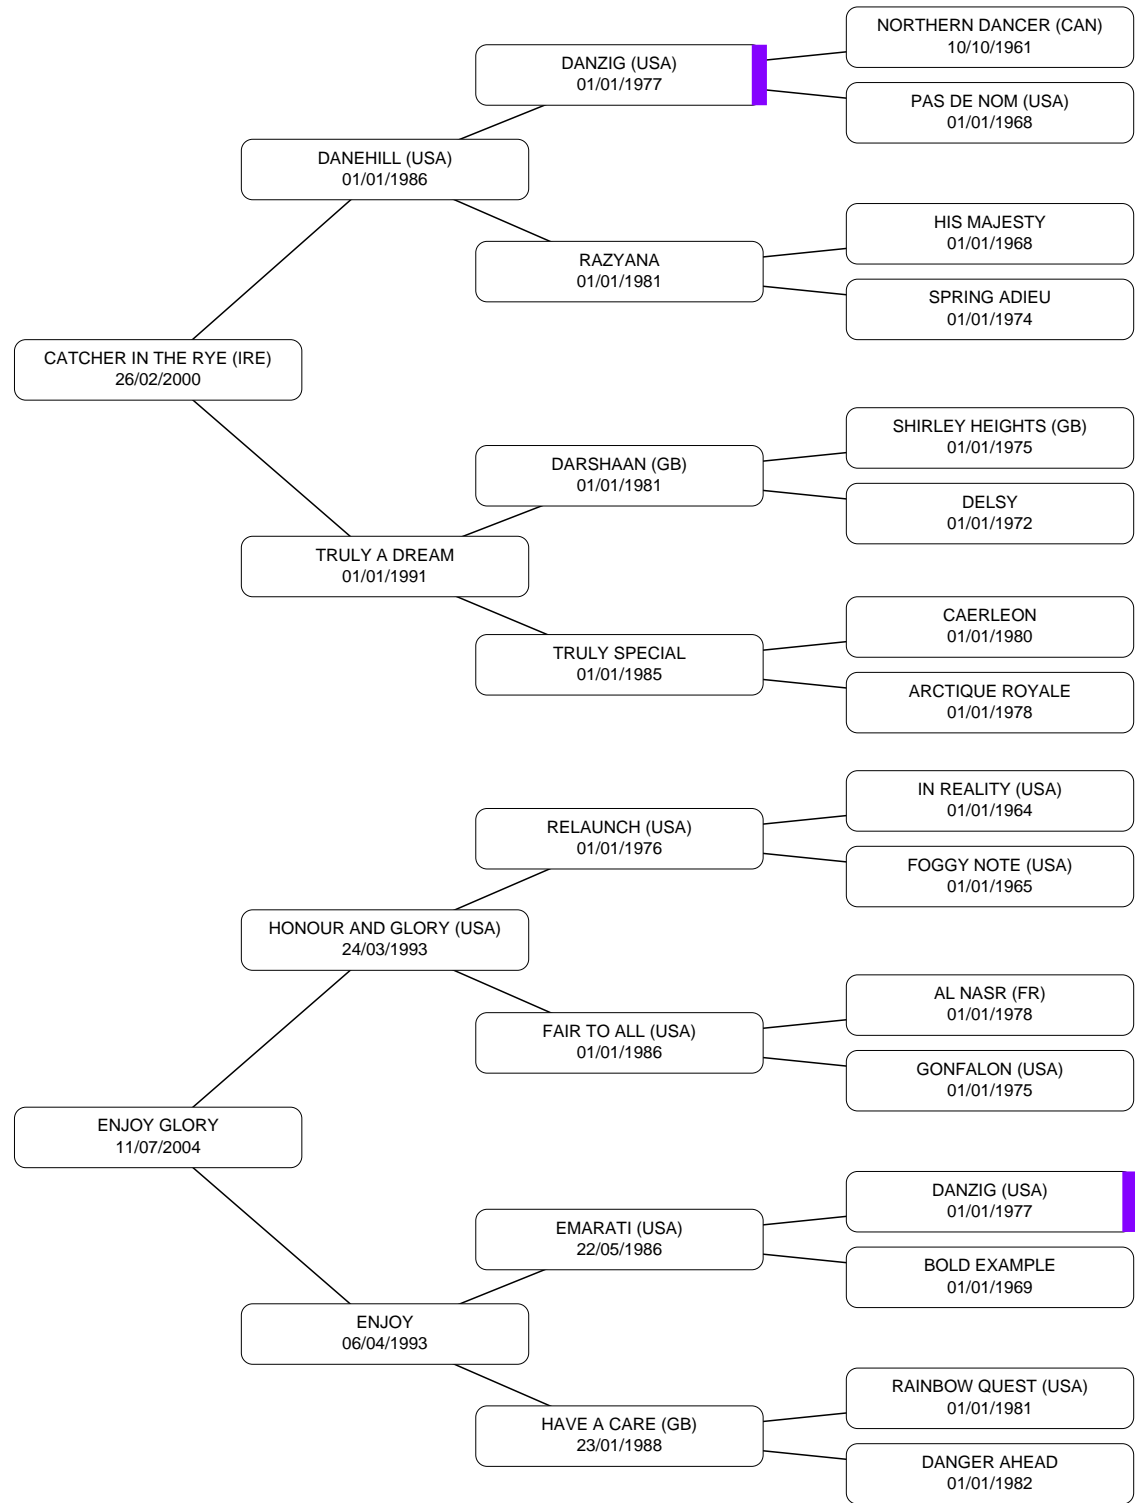 NORTHERN DANCER (CAN)
10/10/1961
DANZIG (USA)
01/01/1977
PAS DE NOM (USA)
01/01/1968
DANEHILL (USA)
01/01/1986
HIS MAJESTY
01/01/1968
RAZYANA
01/01/1981
SPRING ADIEU
01/01/1974
CATCHER IN THE RYE (IRE)
26/02/2000
SHIRLEY HEIGHTS (GB)
01/01/1975
DARSHAAN (GB)
01/01/1981
DELSY
01/01/1972
TRULY A DREAM
01/01/1991
CAERLEON
01/01/1980
TRULY SPECIAL
01/01/1985
ARCTIQUE ROYALE
01/01/1978
IN REALITY (USA)
01/01/1964
RELAUNCH (USA)
01/01/1976
FOGGY NOTE (USA)
01/01/1965
HONOUR AND GLORY (USA)
24/03/1993
AL NASR (FR)
01/01/1978
FAIR TO ALL (USA)
01/01/1986
GONFALON (USA)
01/01/1975
ENJOY GLORY
11/07/2004
DANZIG (USA)
01/01/1977
EMARATI (USA)
22/05/1986
BOLD EXAMPLE
01/01/1969
ENJOY
06/04/1993
RAINBOW QUEST (USA)
01/01/1981
HAVE A CARE (GB)
23/01/1988
DANGER AHEAD
01/01/1982